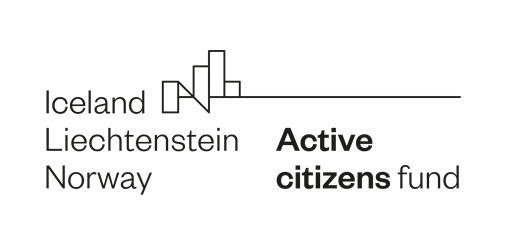 Iceland
Liechtenstein
Norway
Active
citizens fund